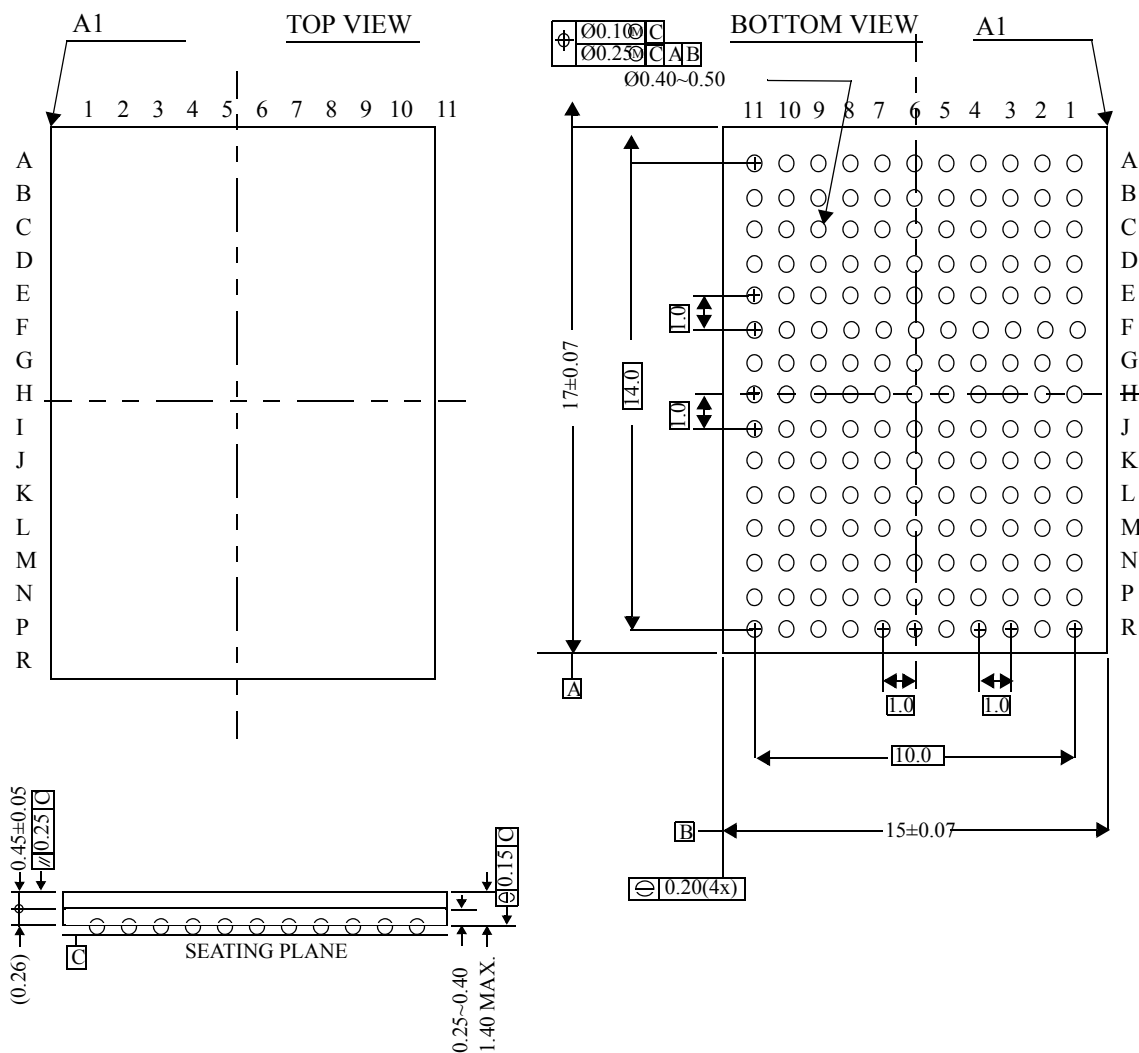 A1
TOP VIEW
1 2 3 4 5 6 7 8 9 10 11
A
B
C
D
E
F
G
H
I
J
K
L
M
N
P
R
Ø0.10Ⓜ C
Ø0.25Ⓜ C A B
Ø0.40~0.50
BOTTOM VIEW
A1
11 10 9 8 7 6 5 4 3 2 1
A
B
C
D
E
F
G
H
J
K
L
M
N
P
R
17±0.07
14.0
1.0
1.0
A
1.0
1.0
10.0
B
15±0.07
0.20(4x)
0.45±0.05
// 0.25 C
0.15 C
C
SEATING PLANE
(0.26)
0.25~0.40
1.40 MAX.